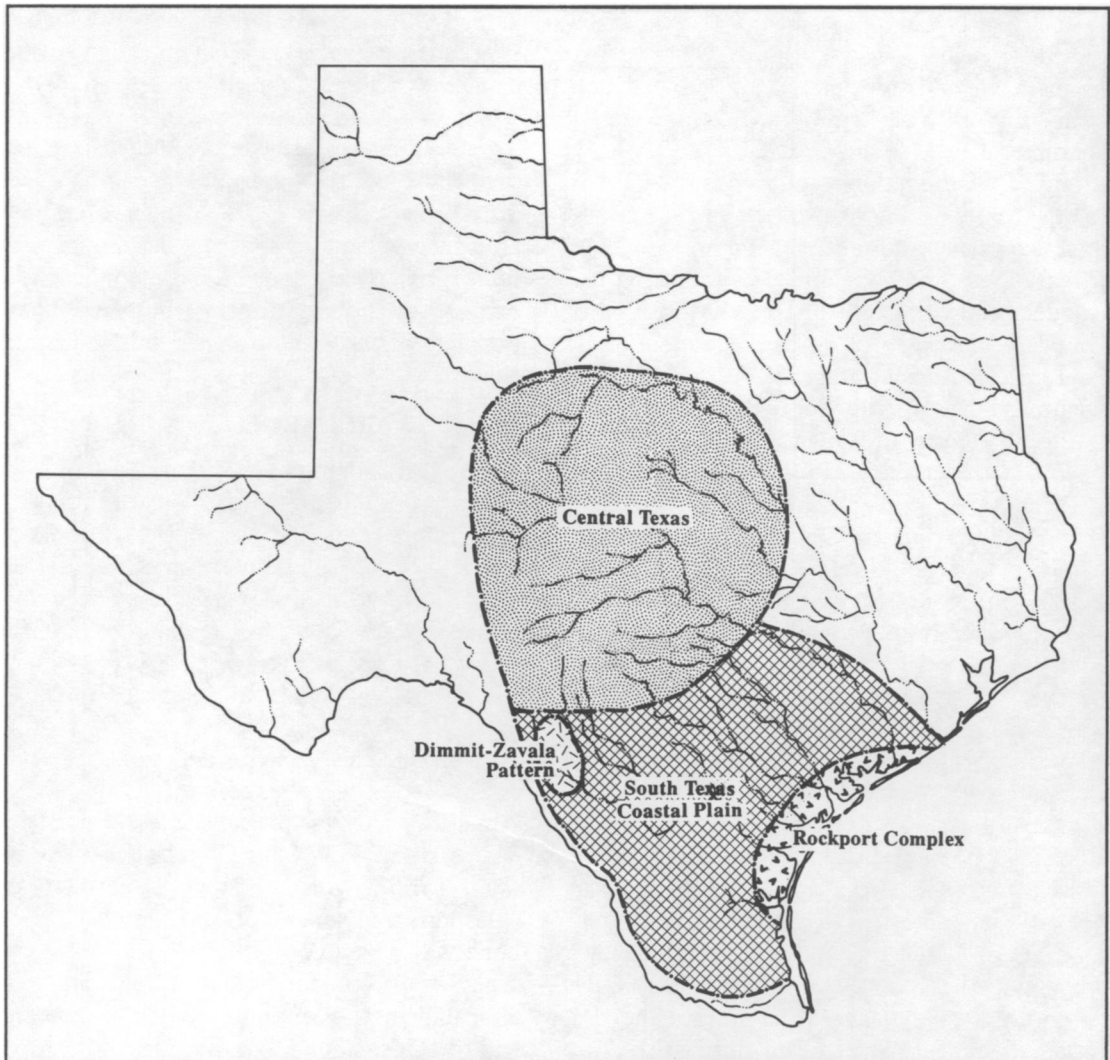 Central Texas
Dimmit-Zavala
Pattern
South Texas
Coastal Plain
Rockport Complex